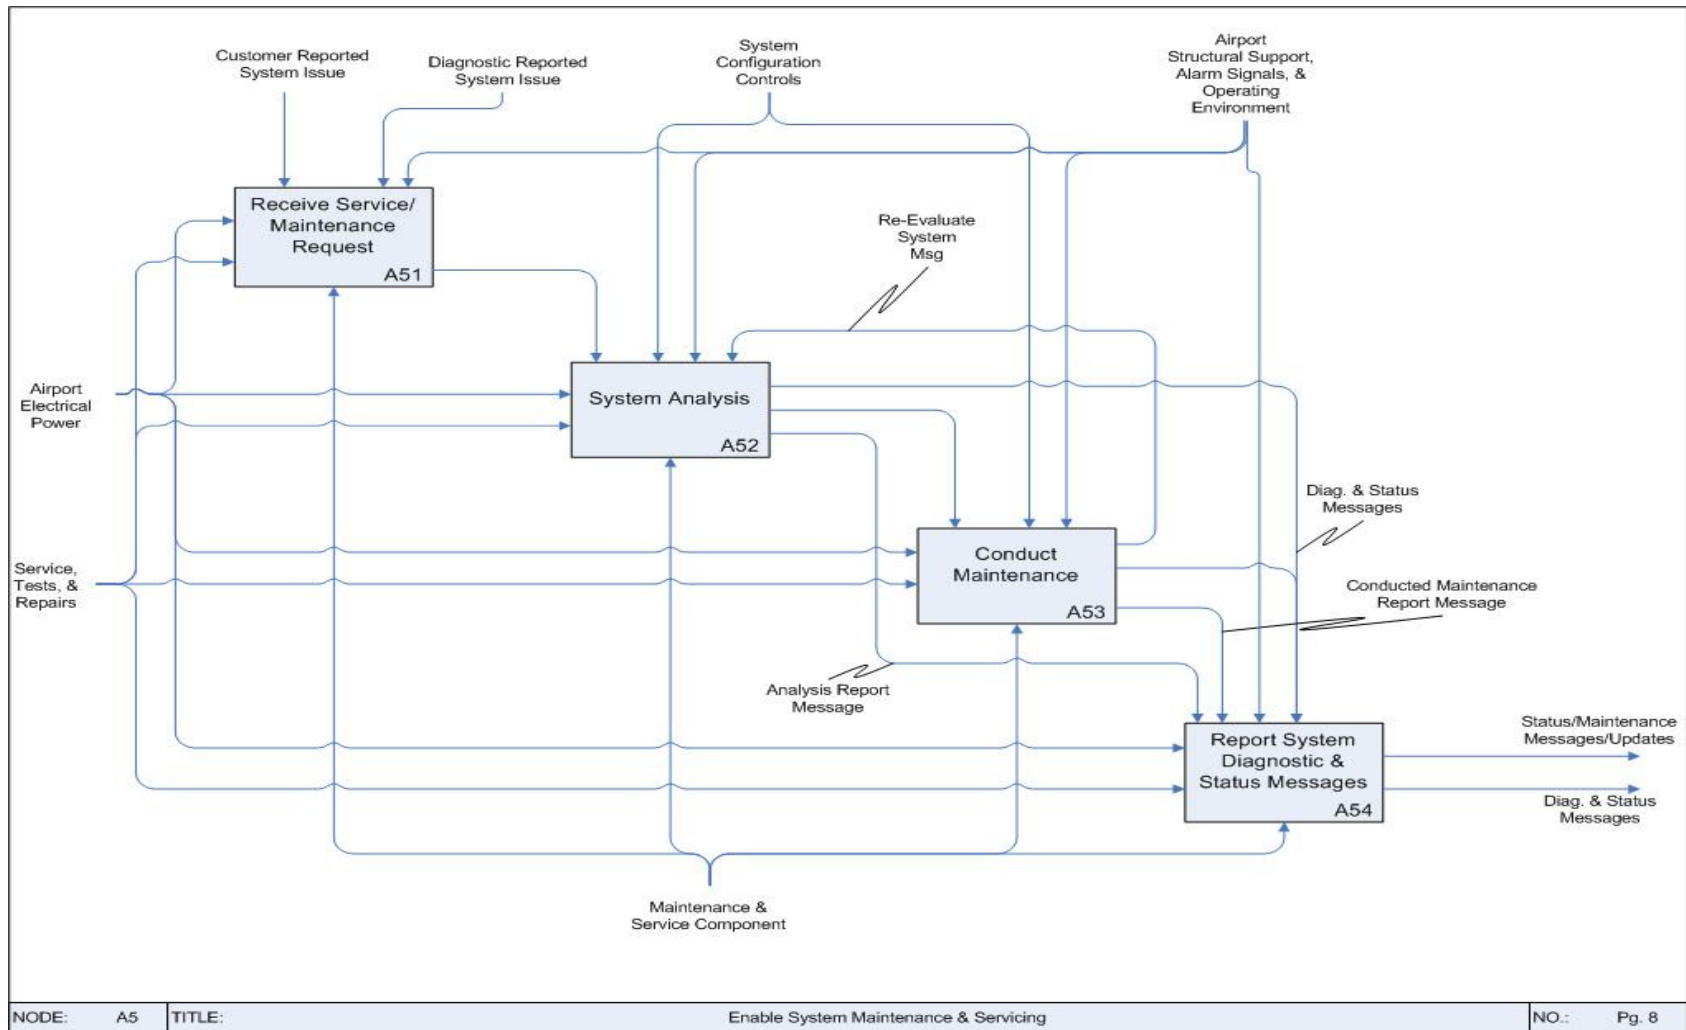 Customer Reported
System Issue
Diagnostic Reported
System Issue
System
Configuration
Controls
Airport
Structural Support,
Alarm Signals, &
Operating
Environment
Receive Service/
Maintenance
Request
A51
Re-Evaluate
System
Msg
Airport
Electrical
Power
System Analysis
A52
Diag. & Status
Messages
Service,
Tests, &
Repairs
Conduct
Maintenance
A53
Conducted Maintenance
Report Message
Analysis Report
Message
Report System
Diagnostic &
Status Messages
A54
Status/Maintenance
Messages/Updates
Diag. & Status
Messages
Maintenance &
Service Component
NODE: A5 TITLE: Enable System Maintenance & Servicing NO.: Pg. 8